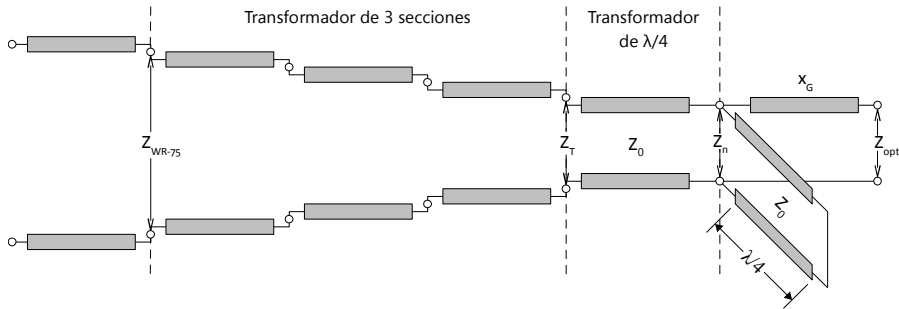 Transformador de 3 secciones
Transformador
de λ/4
x_G
Z_WR-75
Z_T
Z_0
Z_n
Z_opt
Z_0
λ/4